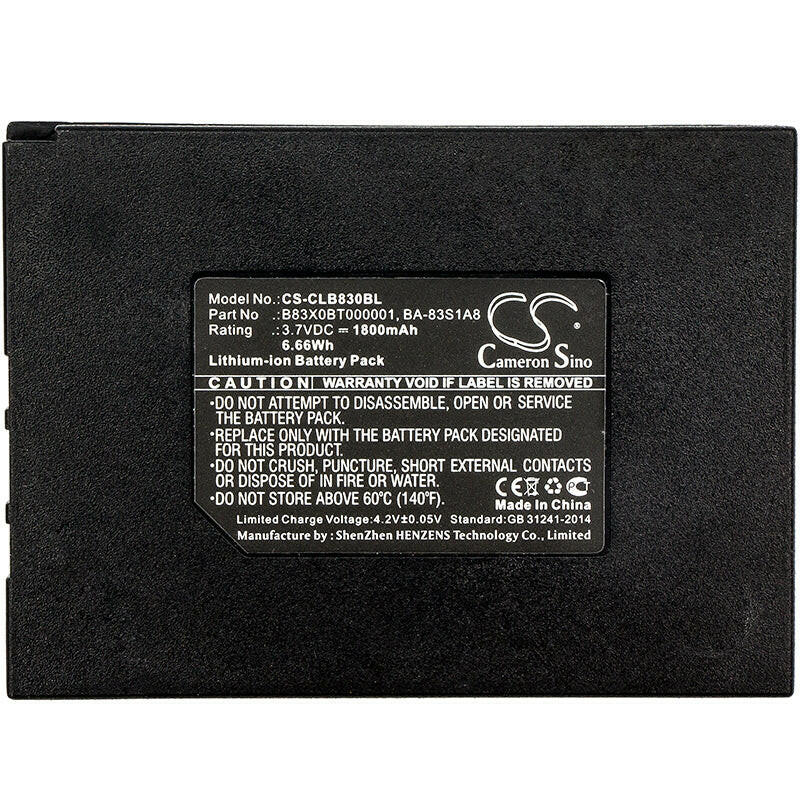 Model No.:CS-CLB830BL
Part No :B83X0BT000001, BA-83S1A8
Rating :3.7VDC ⎓ 1800mAh
6.66Wh
Lithium-ion Battery Pack
CS
Cameron Sino
CAUTION WARRANTY VOID IF LABEL IS REMOVED
•DO NOT ATTEMPT TO DISASSEMBLE, OPEN OR SERVICE
THE BATTERY PACK.
•REPLACE ONLY WITH THE BATTERY PACK DESIGNATED
FOR THIS PRODUCT.
•DO NOT CRUSH, PUNCTURE, SHORT EXTERNAL CONTACTS
OR DISPOSE OF IN FIRE OR WATER.
•DO NOT STORE ABOVE 60°C (140°F).
CE
Limited Charge Voltage:4.2V±0.05V Standard:GB 31241-2014
Manufacture by : ShenZhen HENZENS Technology Co., Limited
Made In China